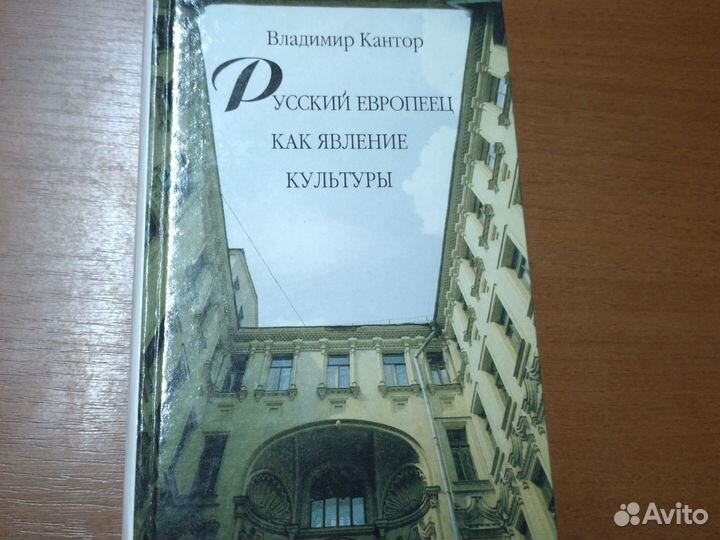 Владимир Кантор
Русский европеец
как явление
культуры
Avito